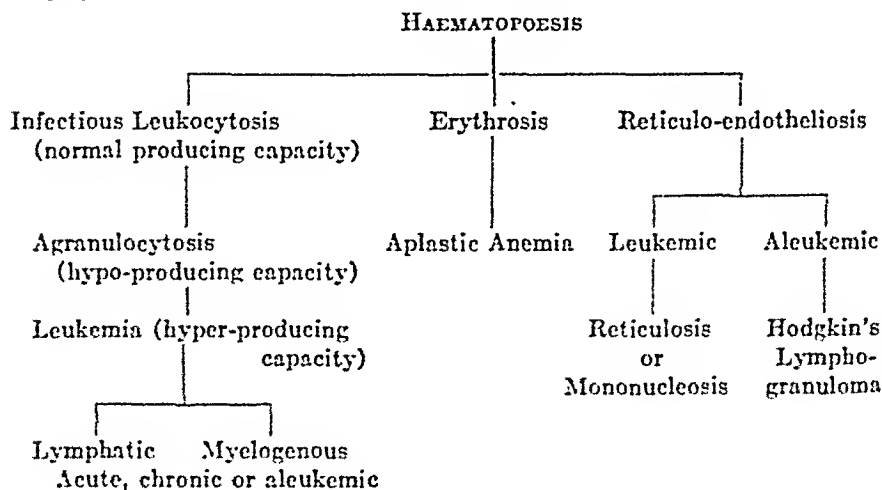 HAEMATOPOESIS
Infectious Leukocytosis
(normal producing capacity)
Erythrosis
Reticulo-endotheliosis
Agranulocytosis
(hypo-producing capacity)
Aplastic Anemia
Leukemic
Aleukemic
Leukemia (hyper-producing
capacity)
Reticulosis
or
Mononucleosis
Hodgkin's
Lympho-
granuloma
Lymphatic
Myelogenous
Acute, chronic or aleukemic